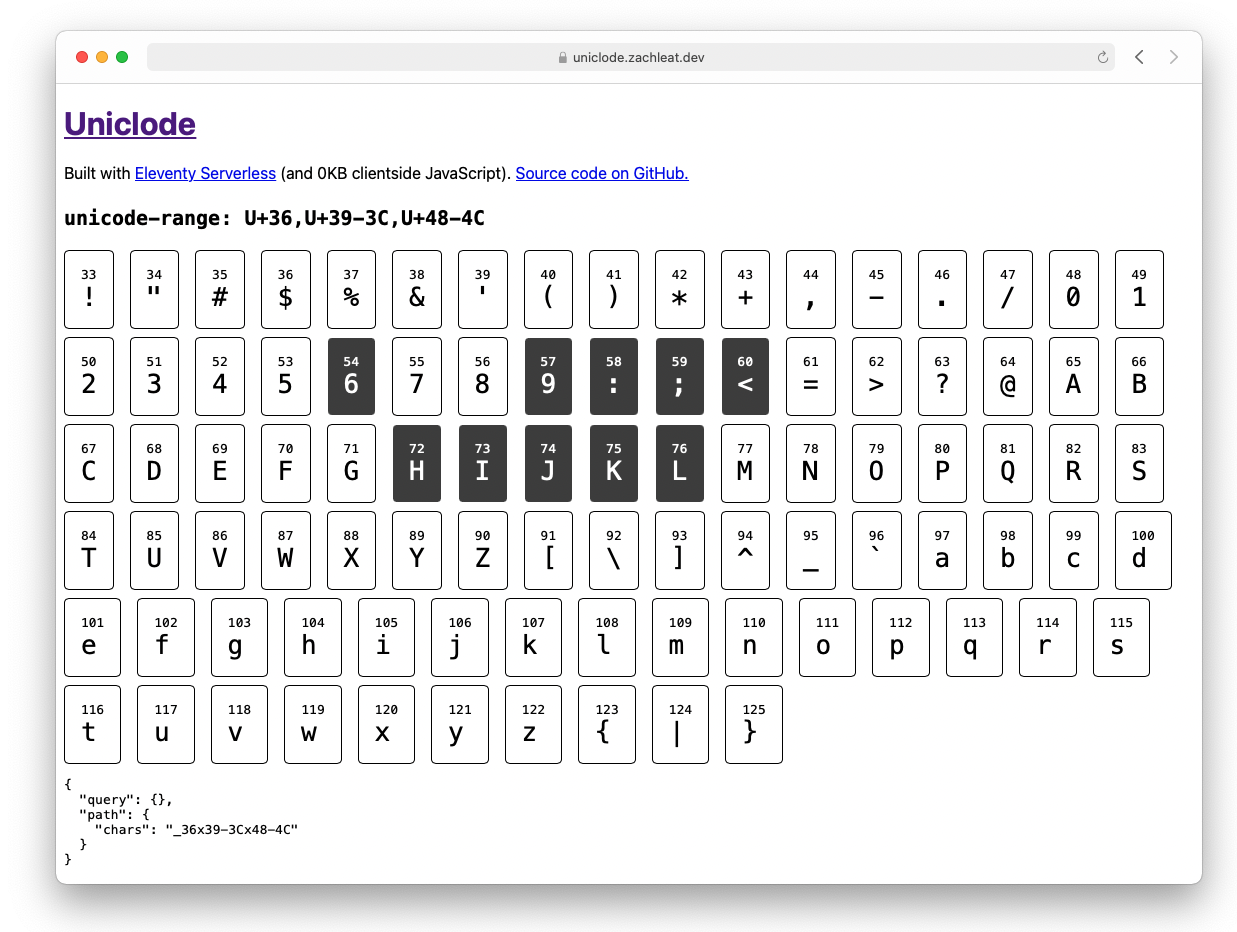 uniclode.zachleat.dev
Uniclode
Built with Eleventy Serverless (and 0KB clientside JavaScript). Source code on GitHub.
unicode-range: U+36,U+39-3C,U+48-4C
33 34 35 36 37 38 39 40 41 42 43 44 45 46 47 48 49
! " # $ % & ' ( ) * + , - . / 0 1
50 51 52 53 54 55 56 57 58 59 60 61 62 63 64 65 66
2 3 4 5 6 7 8 9 : ; < = > ? @ A B
67 68 69 70 71 72 73 74 75 76 77 78 79 80 81 82 83
C D E F G H I J K L M N O P Q R S
84 85 86 87 88 89 90 91 92 93 94 95 96 97 98 99 100
T U V W X Y Z [ \ ] ^ _ ` a b c d
101 102 103 104 105 106 107 108 109 110 111 112 113 114 115
e f g h i j k l m n o p q r s
116 117 118 119 120 121 122 123 124 125
t u v w x y z { | }
{
  "query": {},
  "path": {
    "chars": "_36x39-3Cx48-4C"
  }
}